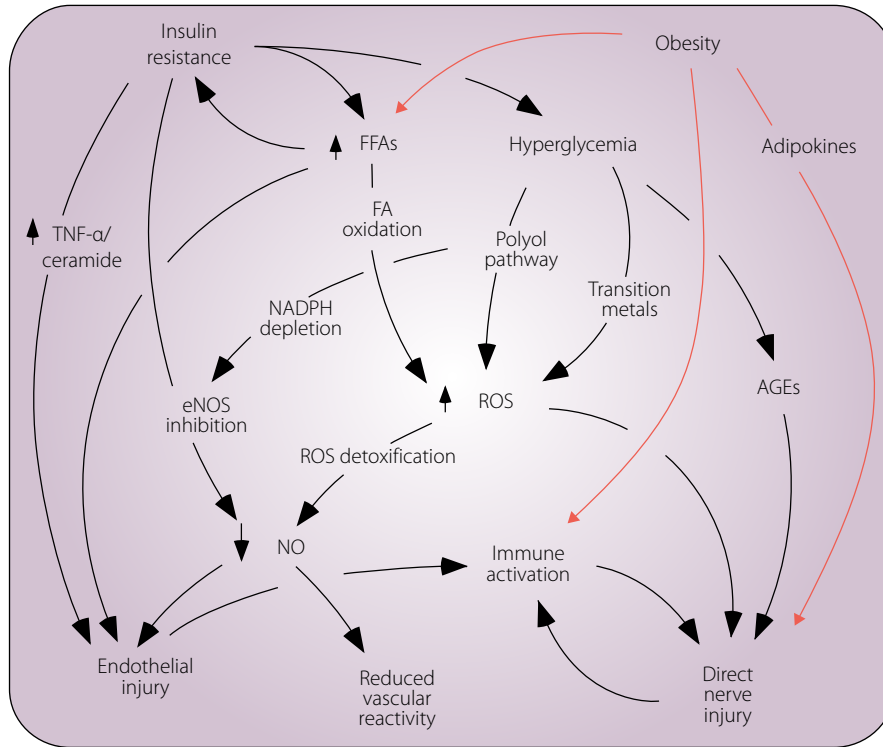 Insulin
resistance
Obesity
FFAs
Hyperglycemia
Adipokines
FA
oxidation
TNF-α/
ceramide
Polyol
pathway
Transition
metals
NADPH
depletion
AGEs
ROS
eNOS
inhibition
ROS detoxification
NO
Immune
activation
Endothelial
injury
Reduced
vascular
reactivity
Direct
nerve
injury